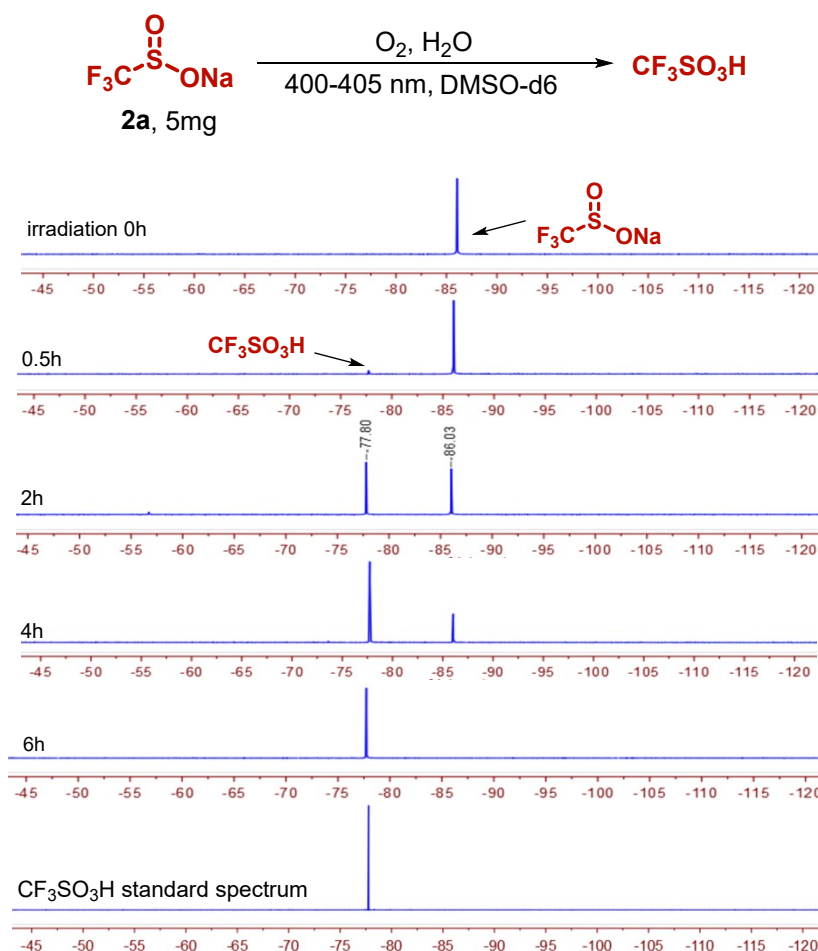 O
S
F₃C ONa
2a, 5mg
O₂, H₂O
400-405 nm, DMSO-d6
CF₃SO₃H
irradiation 0h
O
S
F₃C ONa
-45 -50 -55 -60 -65 -70 -75 -80 -85 -90 -95 -100 -105 -110 -115 -120
0.5h
CF₃SO₃H
-45 -50 -55 -60 -65 -70 -75 -80 -85 -90 -95 -100 -105 -110 -115 -120
2h
-77.80
-86.03
-45 -50 -55 -60 -65 -70 -75 -80 -85 -90 -95 -100 -105 -110 -115 -120
4h
-45 -50 -55 -60 -65 -70 -75 -80 -85 -90 -95 -100 -105 -110 -115 -120
6h
-45 -50 -55 -60 -65 -70 -75 -80 -85 -90 -95 -100 -105 -110 -115 -120
CF₃SO₃H standard spectrum
-45 -50 -55 -60 -65 -70 -75 -80 -85 -90 -95 -100 -105 -110 -115 -120